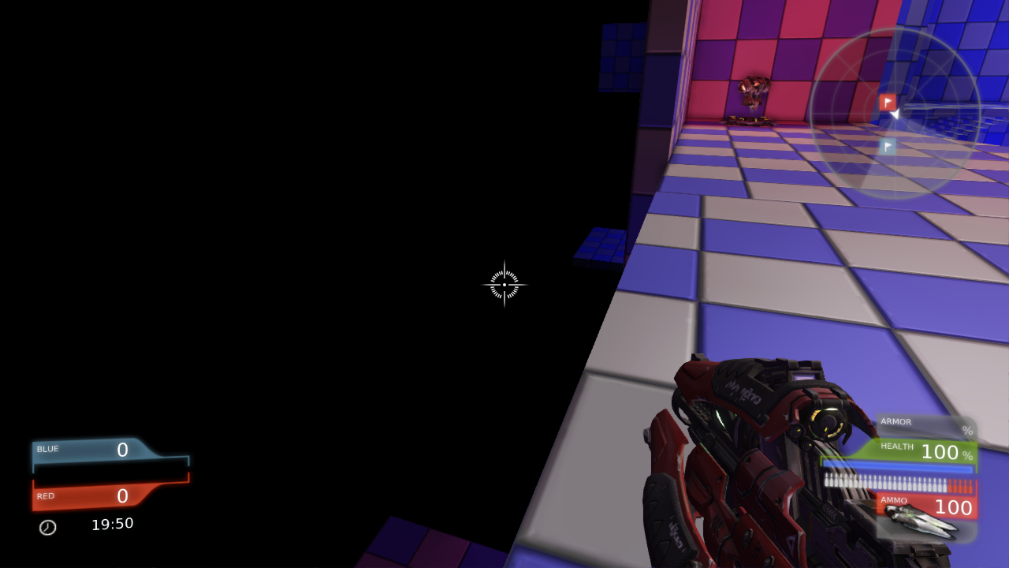 BLUE 0
RED 0
19:50
ARMOR %
HEALTH 100 %
AMMO 100